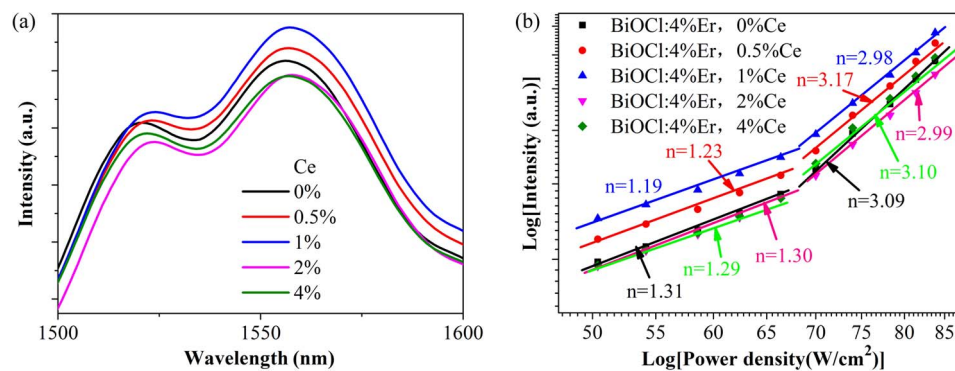 (a)
Intensity (a.u.)
Ce
0%
0.5%
1%
2%
4%
1500
1550
1600
Wavelength (nm)
(b)
Log[Intensity (a.u.)]
BiOCl:4%Er, 0%Ce
BiOCl:4%Er, 0.5%Ce
BiOCl:4%Er, 1%Ce
BiOCl:4%Er, 2%Ce
BiOCl:4%Er, 4%Ce
n=2.98
n=3.17
n=2.99
n=1.23
n=1.19
n=3.10
n=3.09
n=1.30
n=1.29
n=1.31
50
55
60
65
70
75
80
85
Log[Power density(W/cm²)]